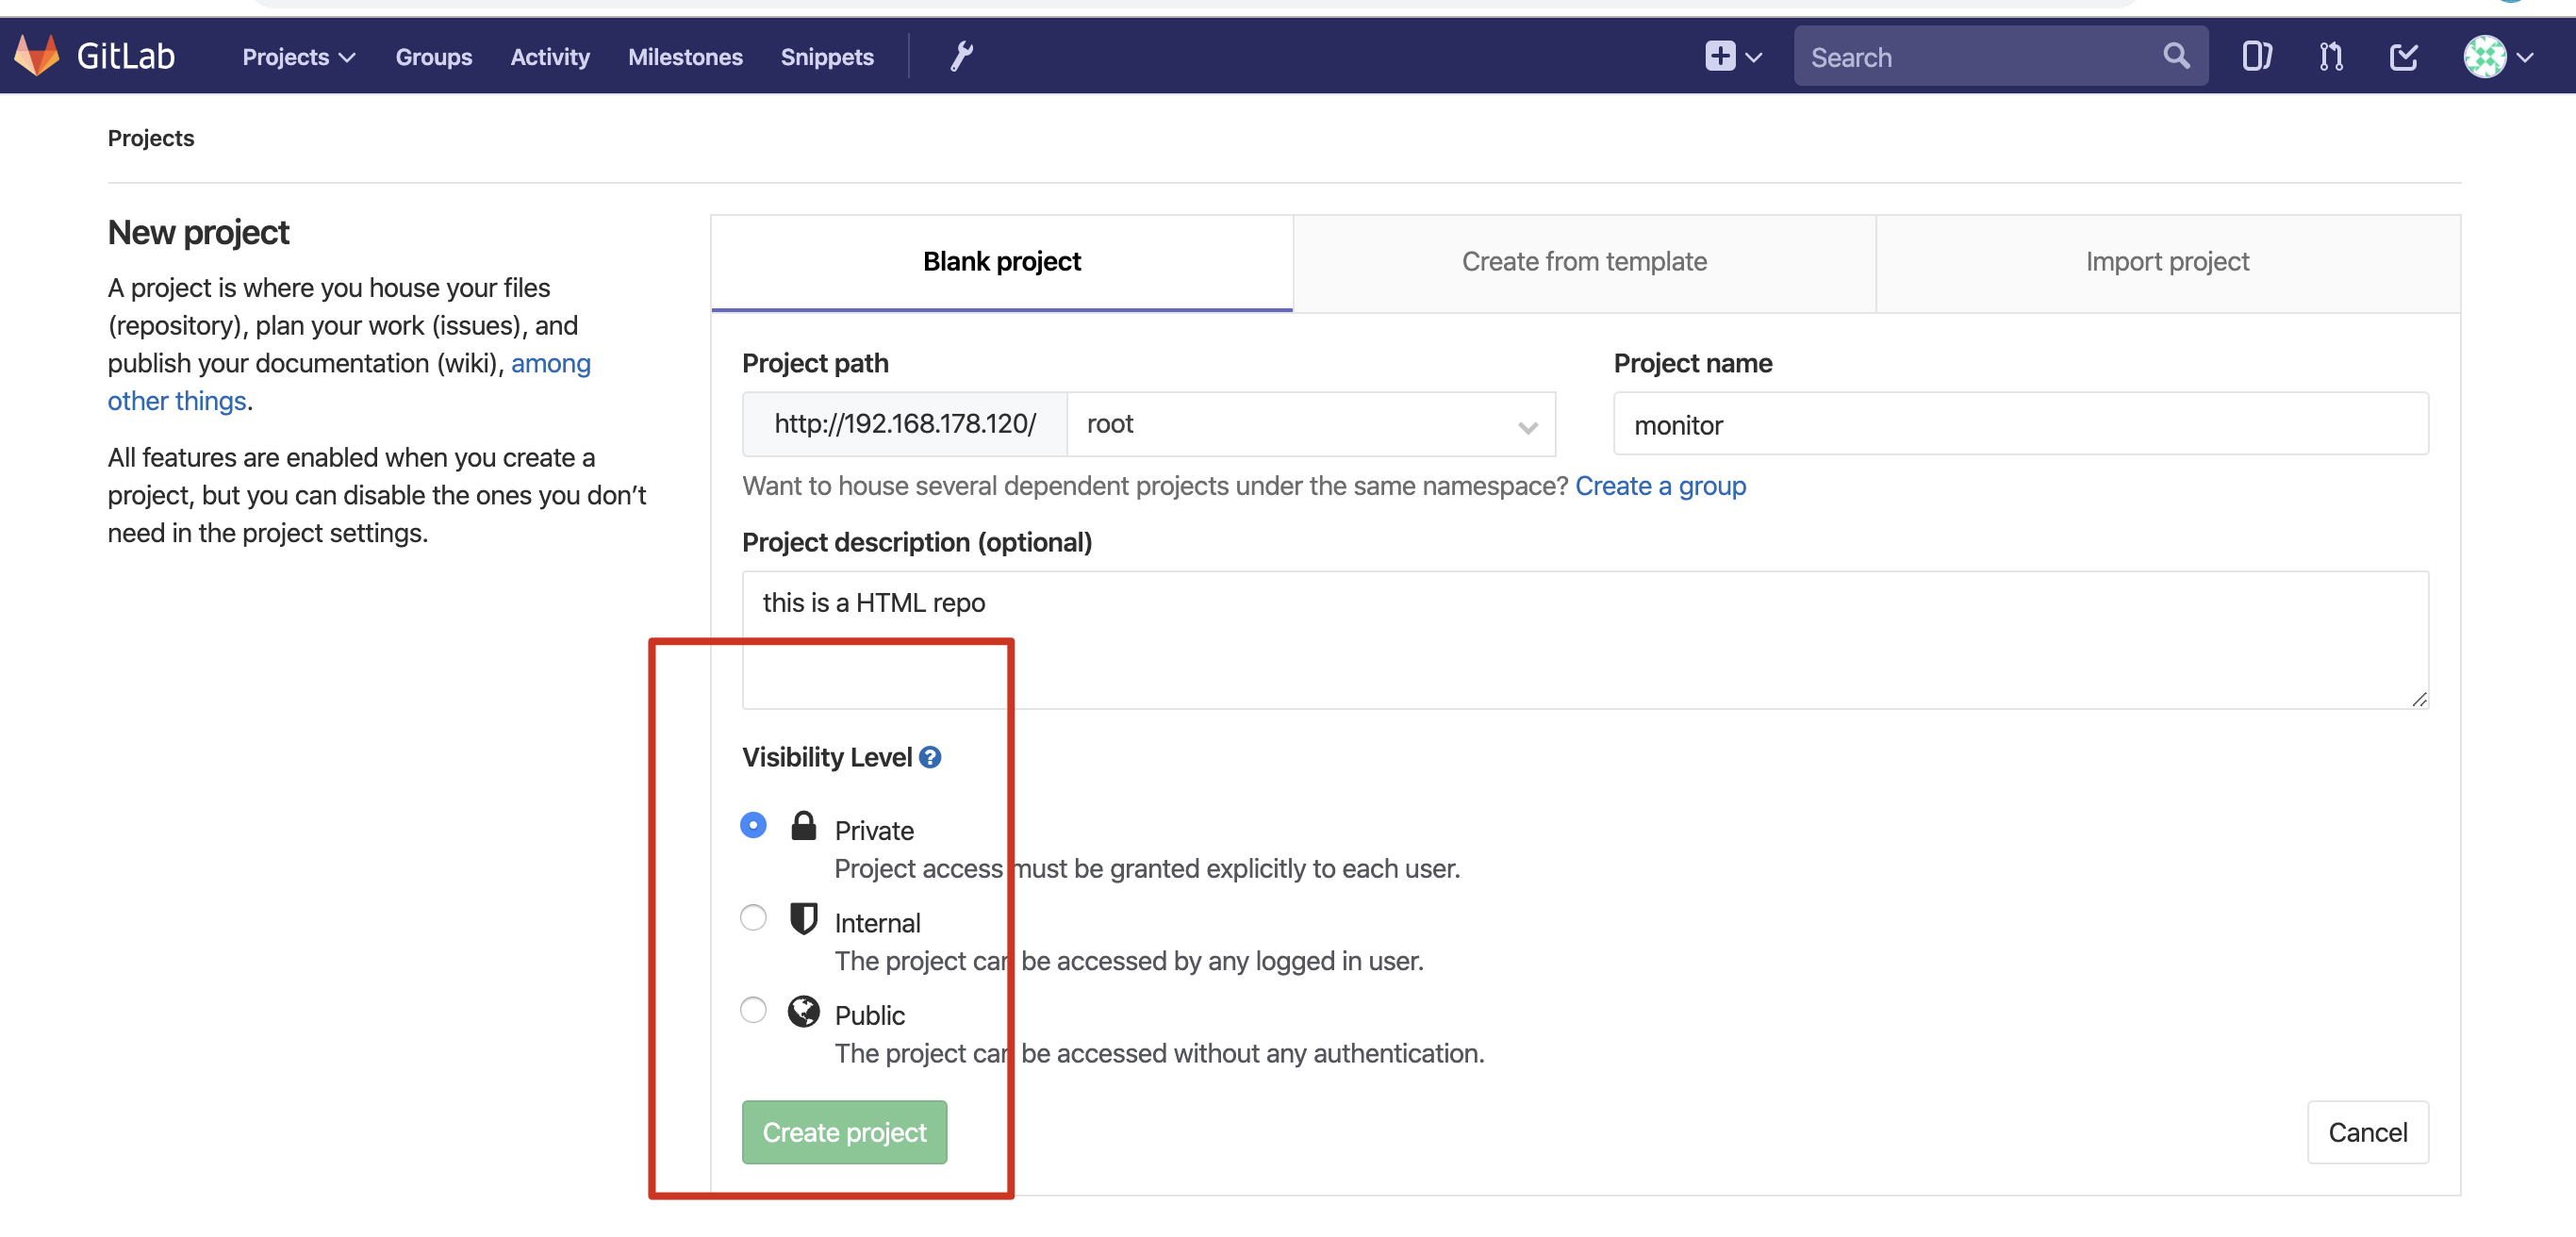 GitLab Projects Groups Activity Milestones Snippets Search
Projects
New project
A project is where you house your files
(repository), plan your work (issues), and
publish your documentation (wiki), among
other things.
All features are enabled when you create a
project, but you can disable the ones you don't
need in the project settings.
Blank project Create from template Import project
Project path Project name
http://192.168.178.120/ root monitor
Want to house several dependent projects under the same namespace? Create a group
Project description (optional)
this is a HTML repo
Visibility Level ?
Private
Project access must be granted explicitly to each user.
Internal
The project can be accessed by any logged in user.
Public
The project can be accessed without any authentication.
Create project Cancel